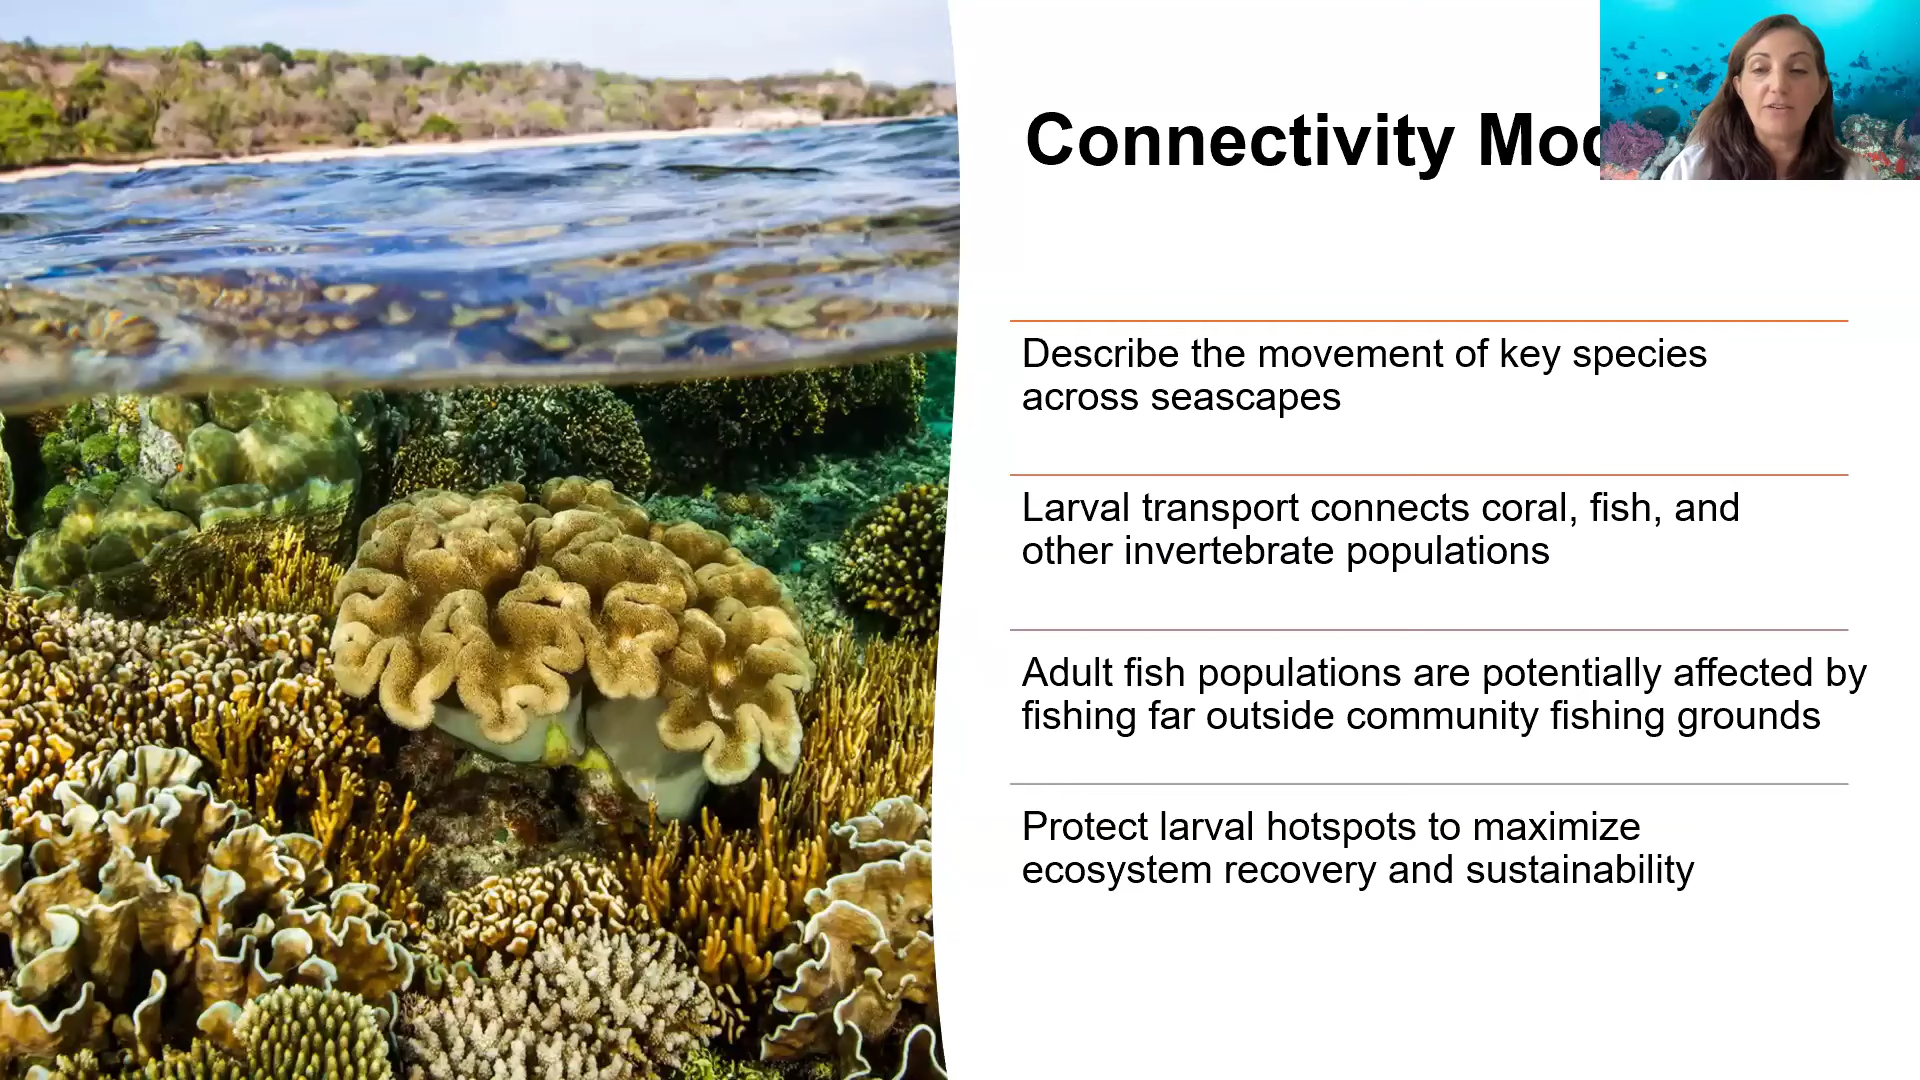 Connectivity
Describe the movement of key species
across seascapes
Larval transport connects coral, fish, and
other invertebrate populations
Adult fish populations are potentially affected by
fishing far outside community fishing grounds
Protect larval hotspots to maximize
ecosystem recovery and sustainability